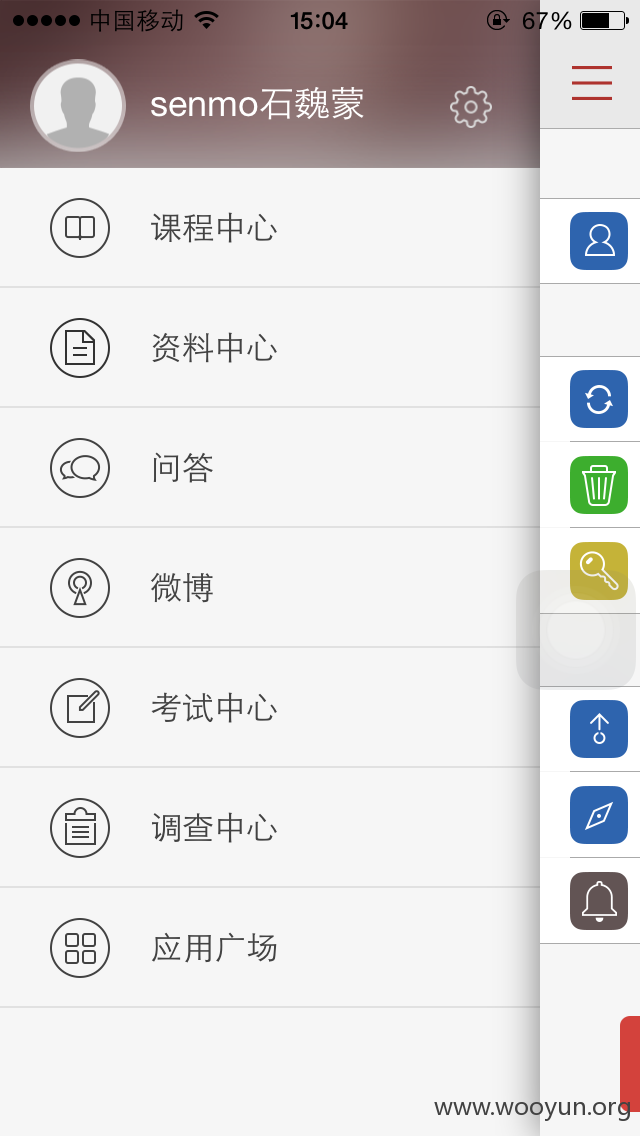 中国移动 15:04 67%
senmo石魏蒙
课程中心
资料中心
问答
微博
考试中心
调查中心
应用广场
www.wooyun.org